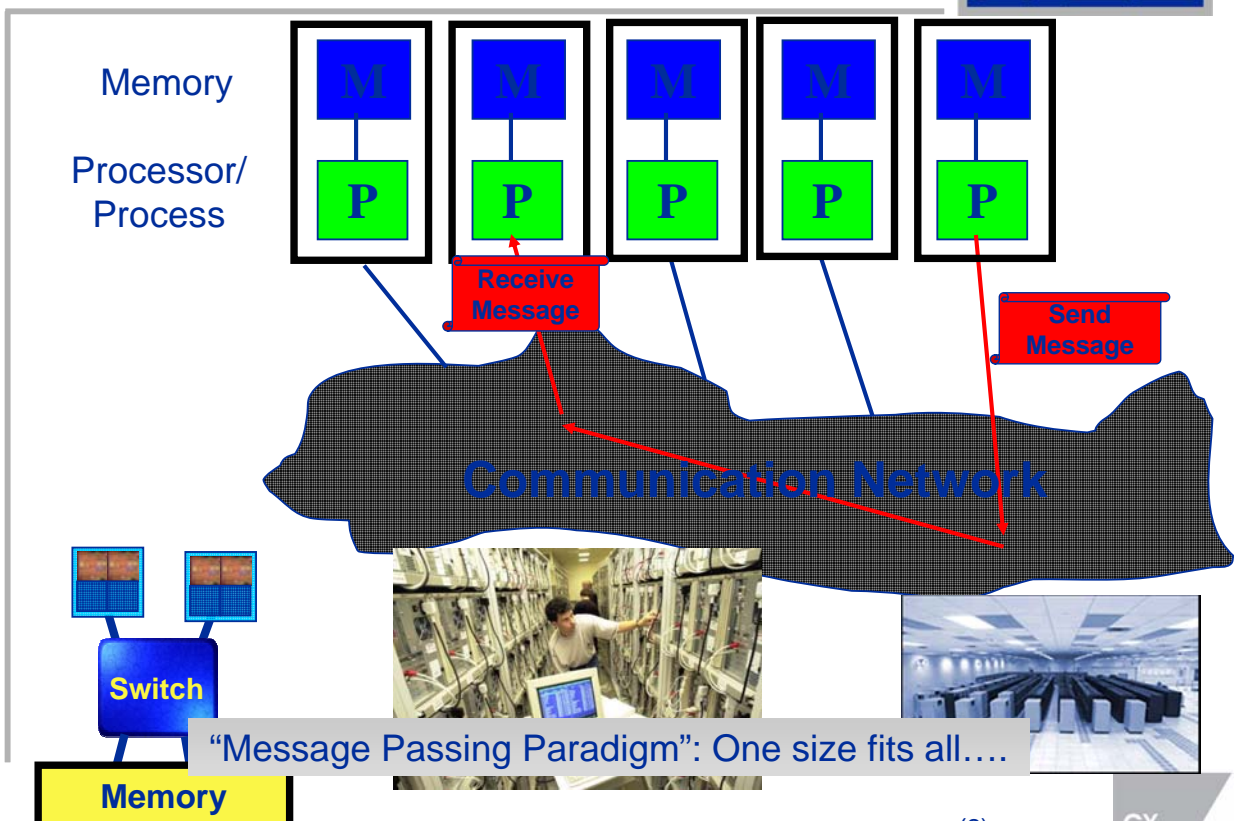 Memory
M M M M M
Processor/
Process
P P P P P
Receive
Message
Send
Message
Communication Network
Switch
“Message Passing Paradigm”: One size fits all….
Memory